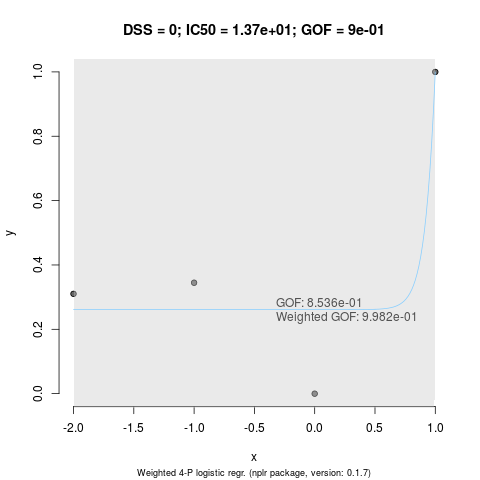 DSS = 0; IC50 = 1.37e+01; GOF = 9e-01
1.0
0.8
0.6
0.4
0.2
0.0
y
GOF: 8.536e-01
Weighted GOF: 9.982e-01
-2.0 -1.5 -1.0 -0.5 0.0 0.5 1.0
x
Weighted 4-P logistic regr. (nplr package, version: 0.1.7)